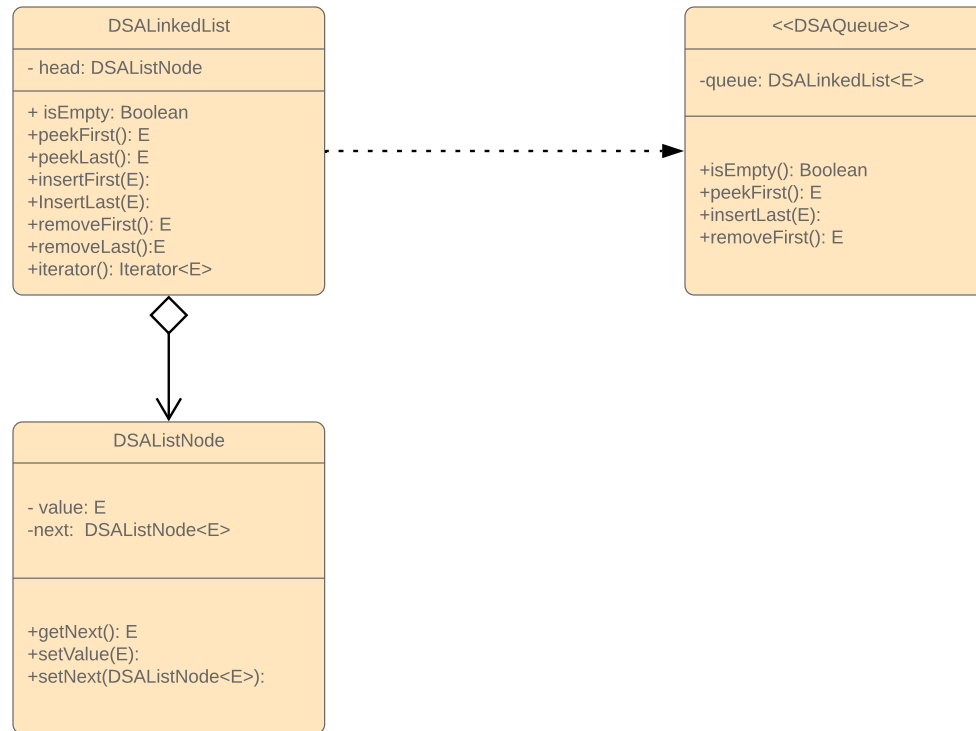 DSALinkedList
- head: DSAListNode
+ isEmpty: Boolean
+peekFirst(): E
+peekLast(): E
+insertFirst(E):
+InsertLast(E):
+removeFirst(): E
+removeLast():E
+iterator(): Iterator<E>
<<DSAQueue>>
-queue: DSALinkedList<E>
+isEmpty(): Boolean
+peekFirst(): E
+insertLast(E):
+removeFirst(): E
DSAListNode
- value: E
-next:  DSAListNode<E>
+getNext(): E
+setValue(E):
+setNext(DSAListNode<E>):